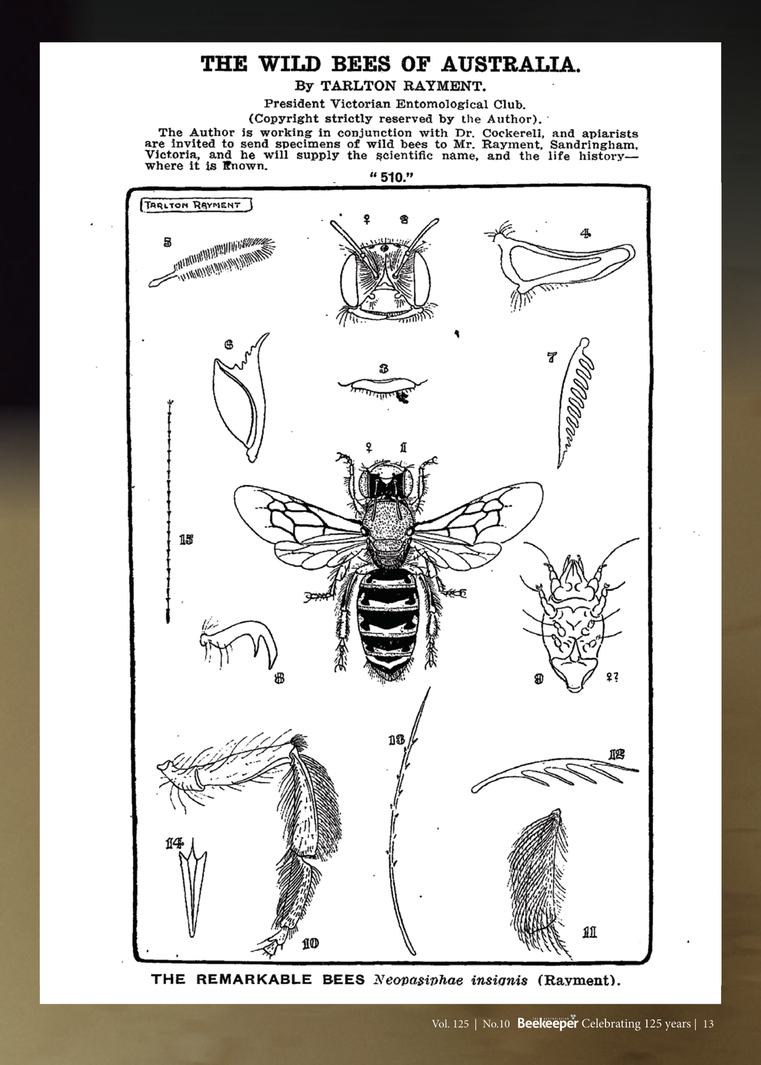 THE WILD BEES OF AUSTRALIA.
By TARLTON RAYMENT.
President Victorian Entomological Club.
(Copyright strictly reserved by the Author).
The Author is working in conjunction with Dr. Cockerell, and apiarists
are invited to send specimens of wild bees to Mr. Rayment, Sandringham,
Victoria, and he will supply the scientific name, and the life history—
where it is known.
"510."
TARLTON RAYMENT
5
♀ 2
4
6
3
7
♀ 1
15
8
9 ♀?
13
12
14
10
11
THE REMARKABLE BEES Neopasiphae insignis (Rayment).
Vol. 125 | No.10 Beekeeper Celebrating 125 years | 13